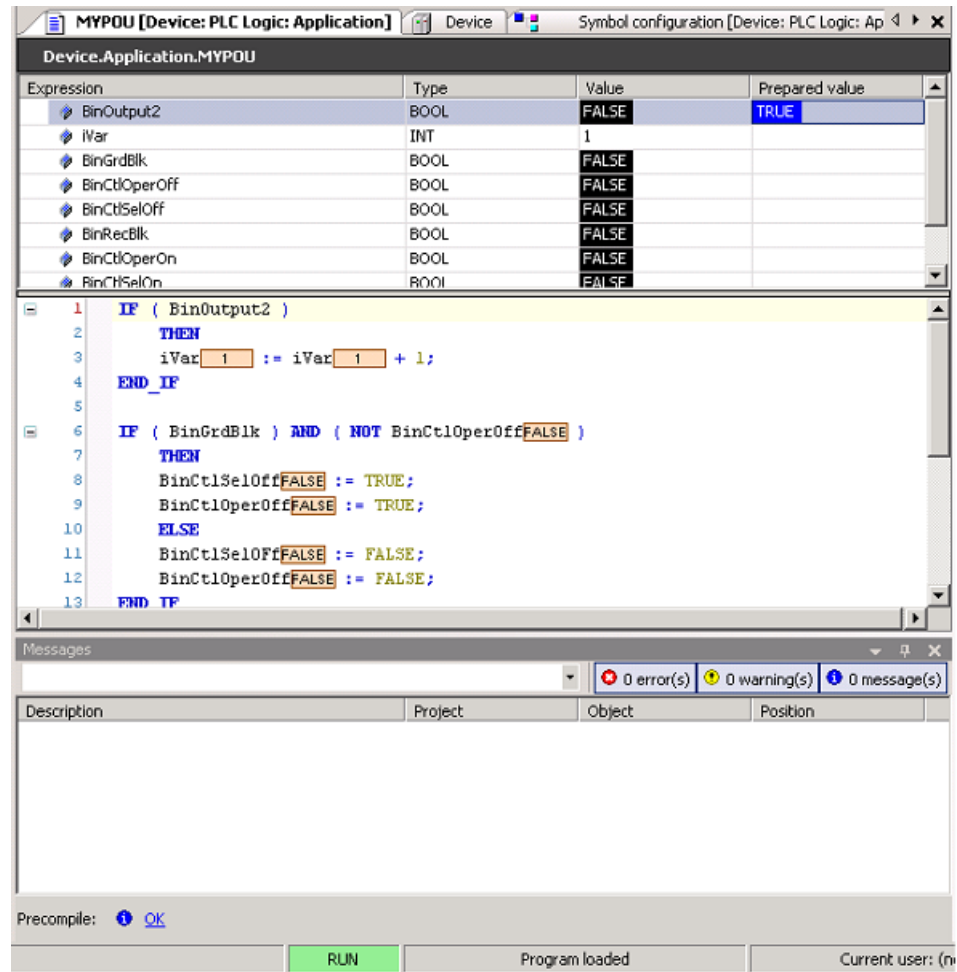 MYPOU [Device: PLC Logic: Application] Device Symbol configuration [Device: PLC Logic: Ap
Device.Application.MYPOU
Expression Type Value Prepared value
BinOutput2 BOOL FALSE TRUE
iVar INT 1
BinGrdBlk BOOL FALSE
BinCtlOperOff BOOL FALSE
BinCtlSelOff BOOL FALSE
BinRecBlk BOOL FALSE
BinCtlOperOn BOOL FALSE
BinCtlSelOn BOOL FALSE
1 IF ( BinOutput2 )
2 THEN
3 iVar 1 := iVar 1 + 1;
4 END_IF
5
6 IF ( BinGrdBlk ) AND ( NOT BinCtlOperOff FALSE )
7 THEN
8 BinCtlSelOff FALSE := TRUE;
9 BinCtlOperOff FALSE := TRUE;
10 ELSE
11 BinCtlSelOFf FALSE := FALSE;
12 BinCtlOperOff FALSE := FALSE;
13 END_IF
Messages
0 error(s) 0 warning(s) 0 message(s)
Description Project Object Position
Precompile: OK
RUN Program loaded Current user: (n